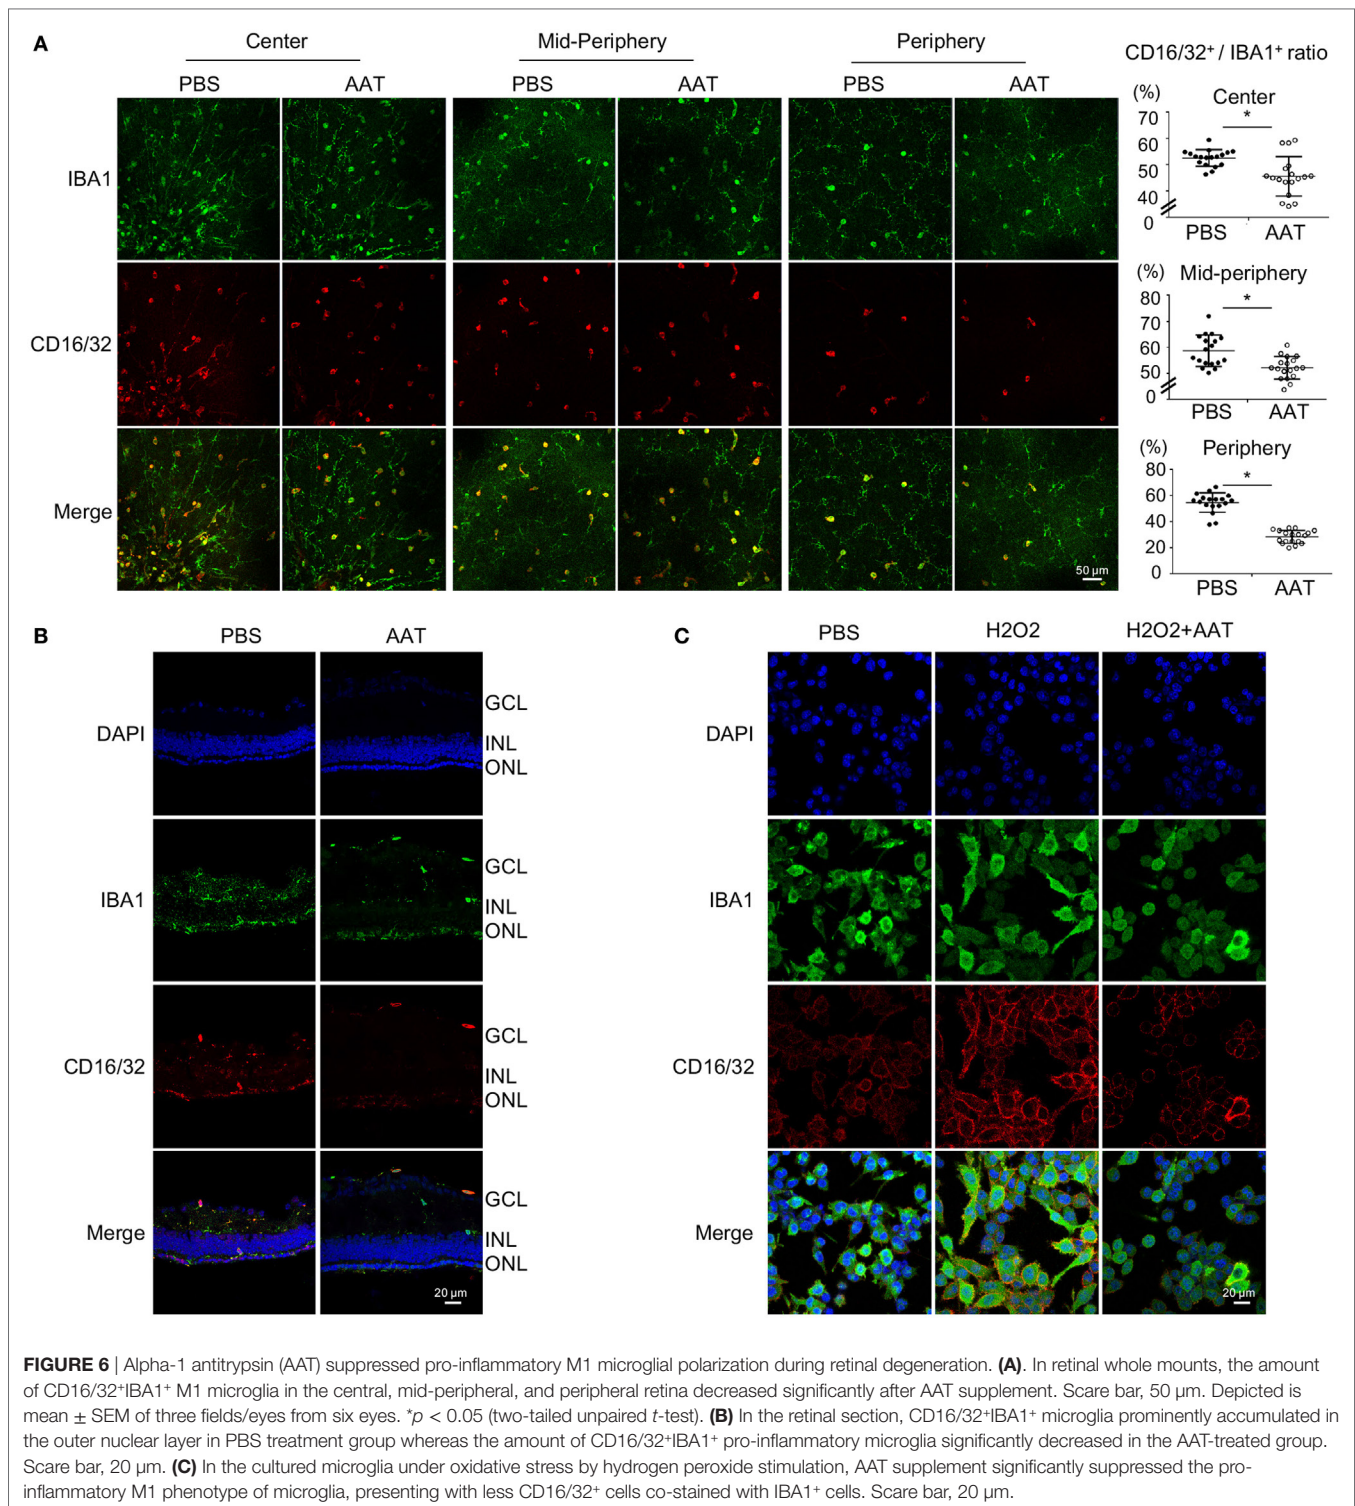 A
Center
Mid-Periphery
Periphery
CD16/32⁺ / IBA1⁺ ratio
PBS
AAT
PBS
AAT
PBS
AAT
IBA1
CD16/32
Merge
50 µm
(%)
Center
70
*
60
50
40
0
PBS
AAT
(%)
Mid-periphery
80
*
70
60
50
0
PBS
AAT
(%)
Periphery
80
*
60
40
20
0
PBS
AAT
B
PBS
AAT
DAPI
GCL
INL
ONL
IBA1
GCL
INL
ONL
CD16/32
GCL
INL
ONL
Merge
GCL
INL
ONL
20 µm
C
PBS
H2O2
H2O2+AAT
DAPI
IBA1
CD16/32
Merge
20 µm
FIGURE 6 | Alpha-1 antitrypsin (AAT) suppressed pro-inflammatory M1 microglial polarization during retinal degeneration. (A). In retinal whole mounts, the amount
of CD16/32⁺IBA1⁺ M1 microglia in the central, mid-peripheral, and peripheral retina decreased significantly after AAT supplement. Scare bar, 50 µm. Depicted is
mean ± SEM of three fields/eyes from six eyes. *p < 0.05 (two-tailed unpaired t-test). (B) In the retinal section, CD16/32⁺IBA1⁺ microglia prominently accumulated in
the outer nuclear layer in PBS treatment group whereas the amount of CD16/32⁺IBA1⁺ pro-inflammatory microglia significantly decreased in the AAT-treated group.
Scare bar, 20 µm. (C) In the cultured microglia under oxidative stress by hydrogen peroxide stimulation, AAT supplement significantly suppressed the pro-
inflammatory M1 phenotype of microglia, presenting with less CD16/32⁺ cells co-stained with IBA1⁺ cells. Scare bar, 20 µm.